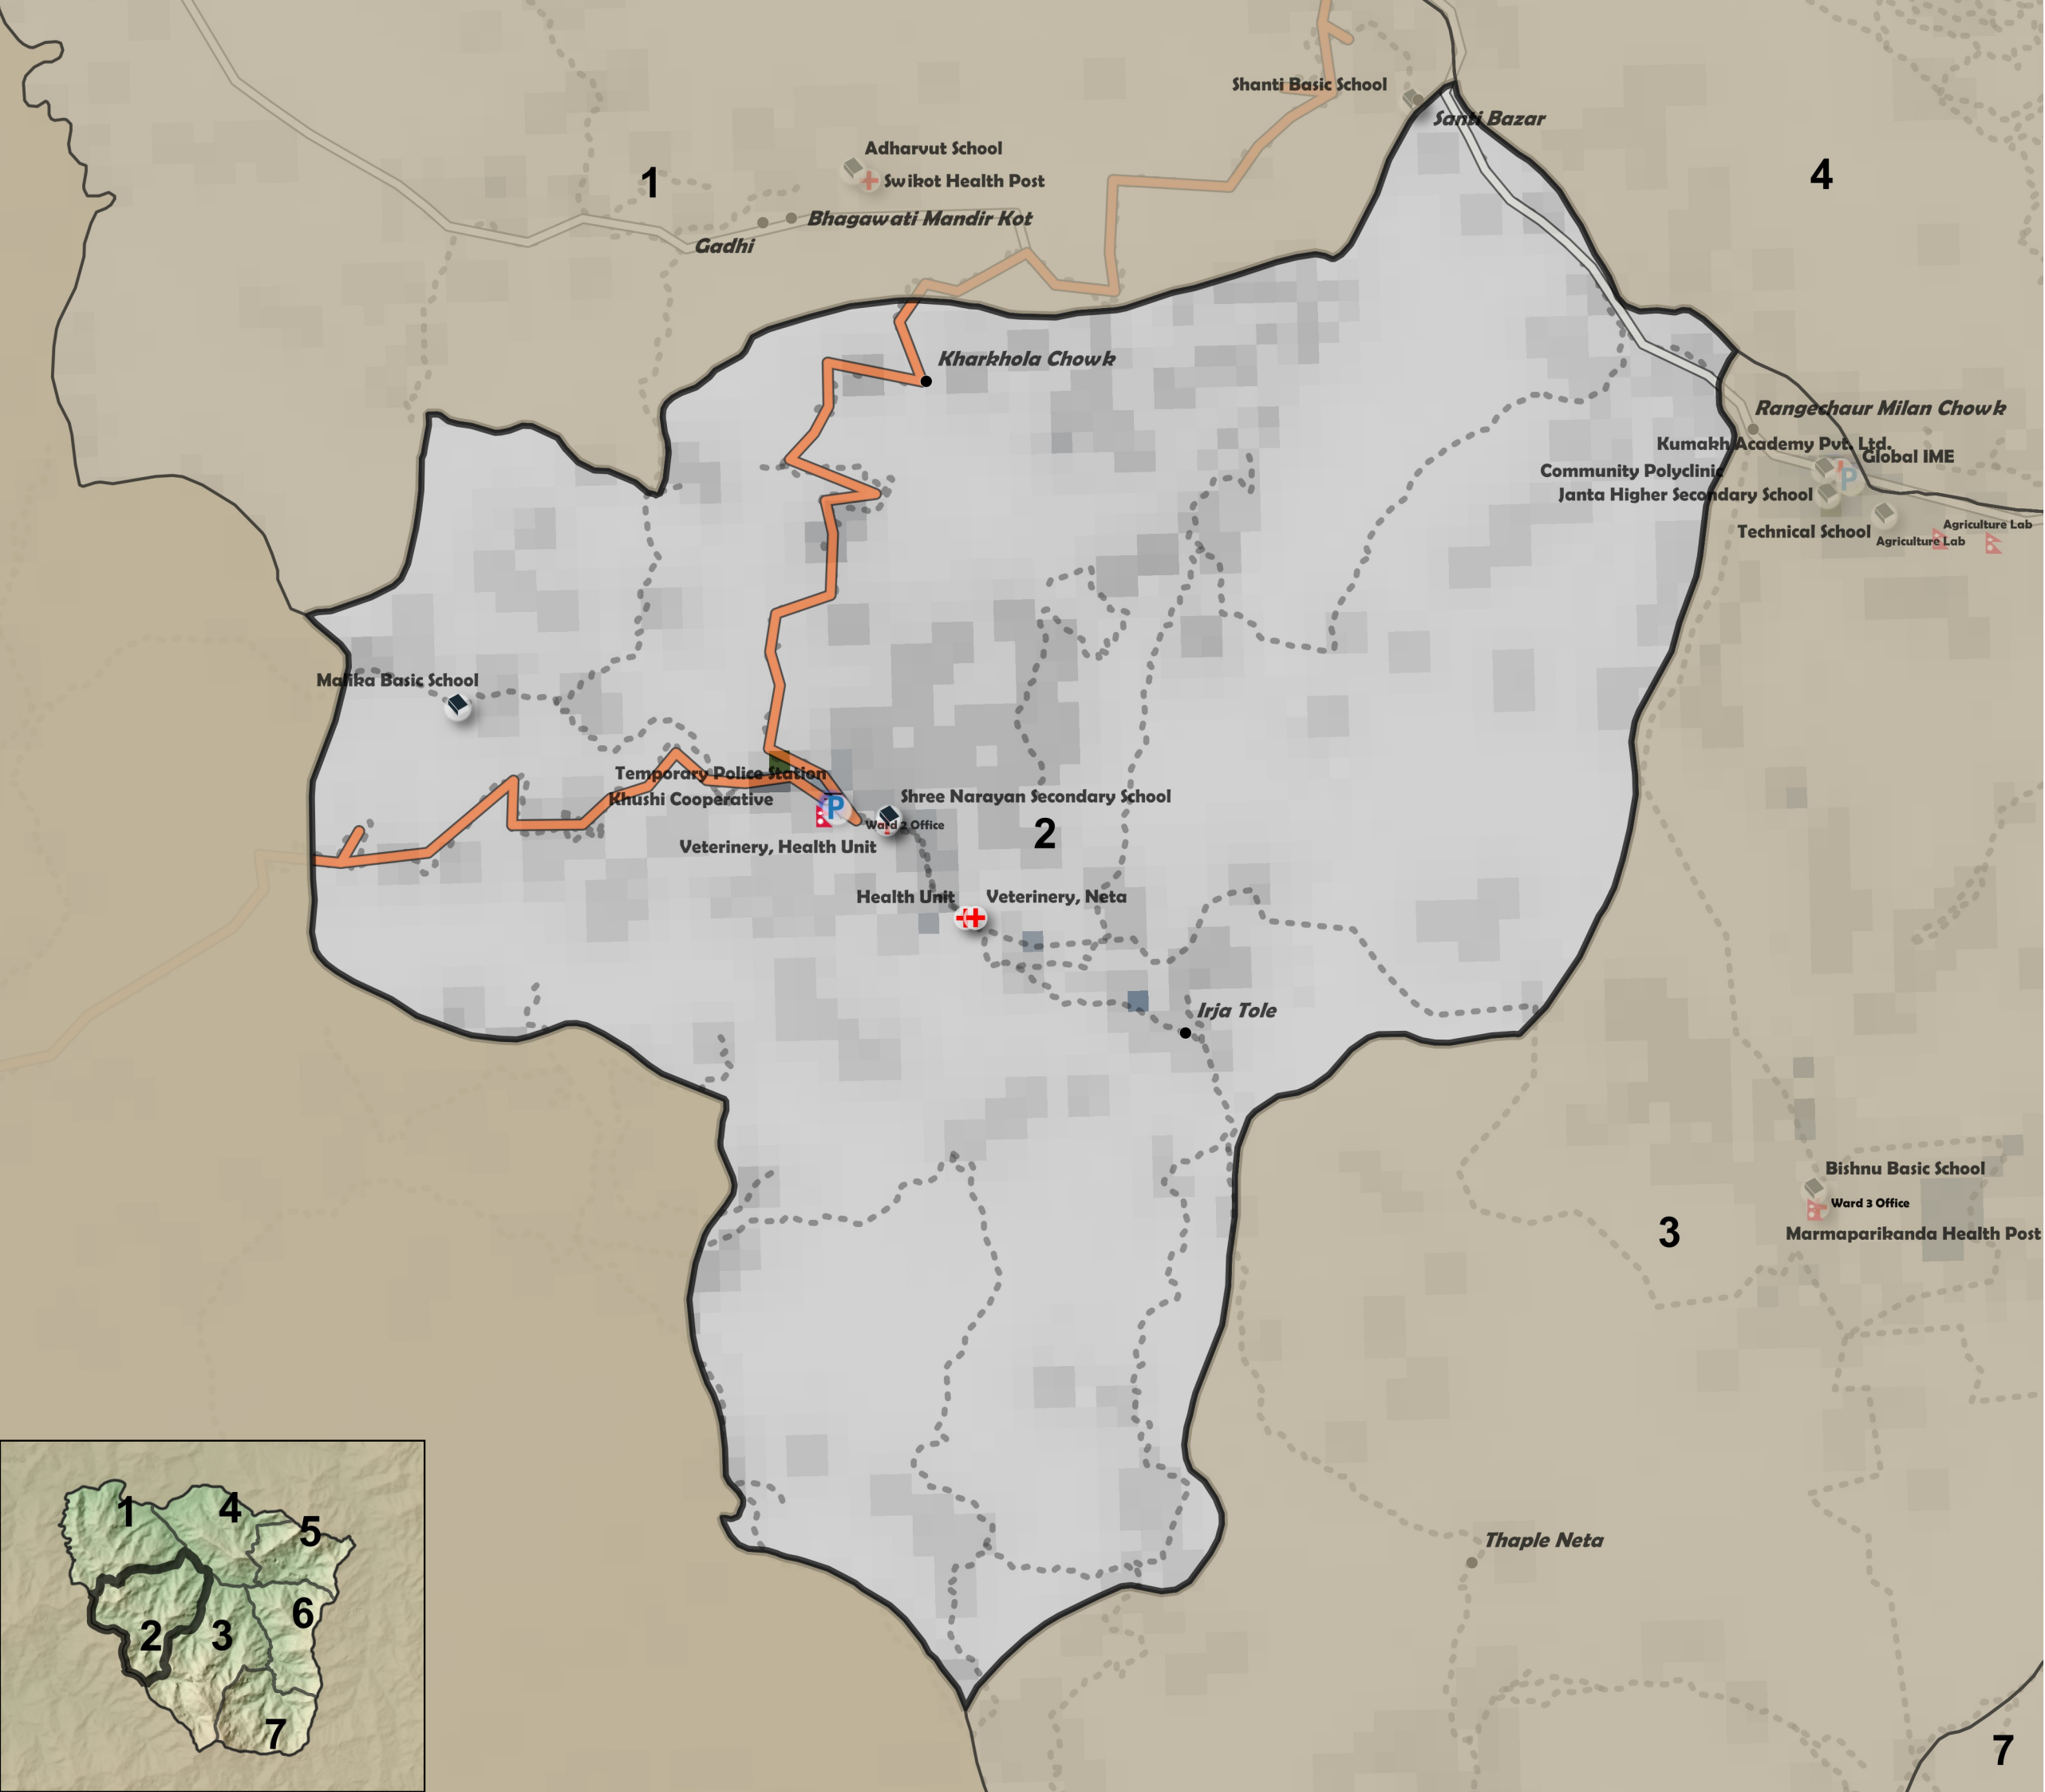 Shanti Basic School
Santi Bazar
Adharvut School
Swikot Health Post
1
4
Bhagawati Mandir Kot
Gadhi
Kharkhola Chowk
Rangechaur Milan Chowk
Kumakh Academy Pvt. Ltd.
Global IME
Community Polyclinic
P
Janta Higher Secondary School
Technical School
Agriculture Lab
Agriculture Lab
Malika Basic School
Temporary Police Station
Khushi Cooperative
P
Shree Narayan Secondary School
Ward 2 Office
2
Veterinery, Health Unit
Health Unit
Veterinery, Neta
Irja Tole
Bishnu Basic School
Ward 3 Office
3
Marmaparikanda Health Post
Thaple Neta
7
1
4
5
6
2
3
7